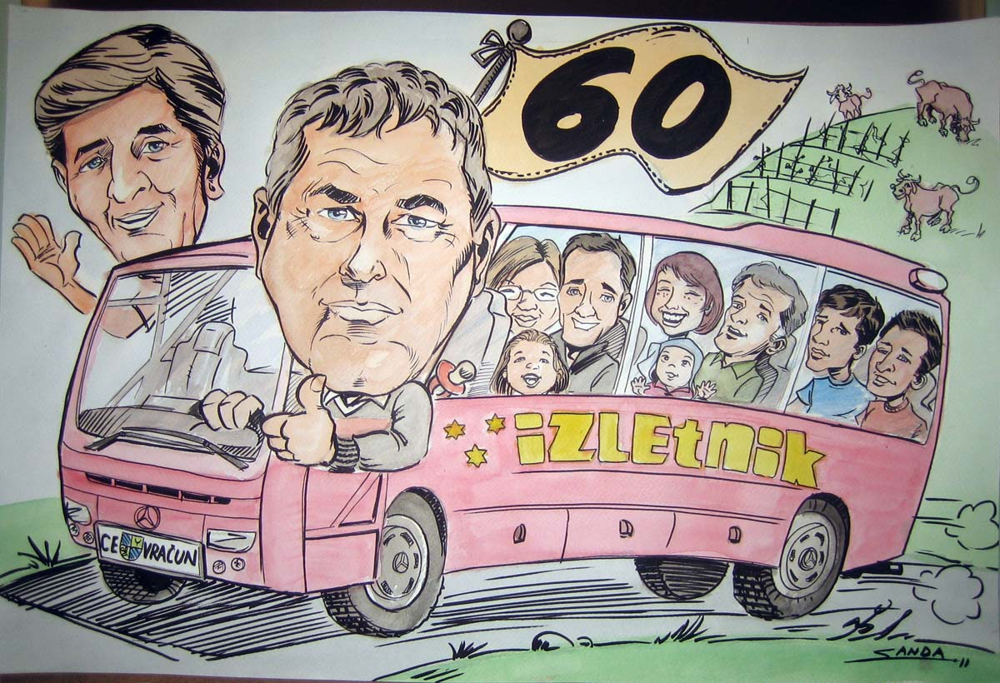 60
iZLEtnik
CE VRAČUN
SANDA .11